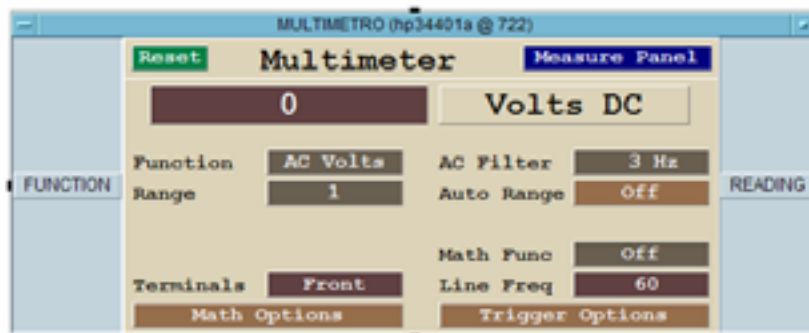 MULTIMETRO (hp34401a @ 722)
Reset Multimeter Measure Panel
0 Volts DC
Function AC Volts AC Filter 3 Hz
FUNCTION Range 1 Auto Range Off READING
Math Func Off
Terminals Front Line Freq 60
Math Options Trigger Options